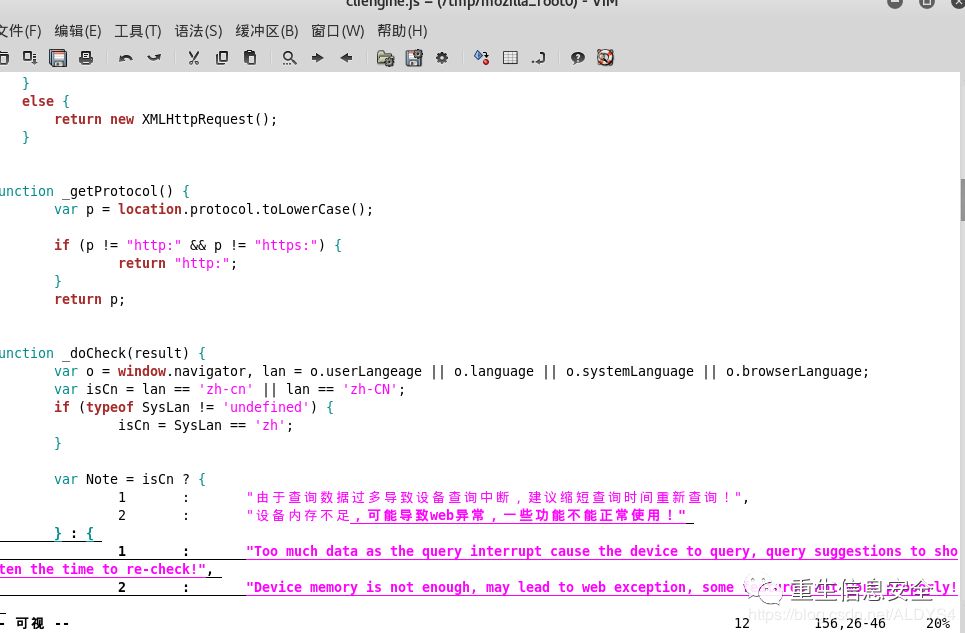 cliengine.js = (/tmp/mozilla_root0) - VIM
文件(F) 编辑(E) 工具(T) 语法(S) 缓冲区(B) 窗口(W) 帮助(H)
}
else {
return new XMLHttpRequest();
}
unction _getProtocol() {
var p = location.protocol.toLowerCase();
if (p != "http:" && p != "https:") {
return "http:";
}
return p;
unction _doCheck(result) {
var o = window.navigator, lan = o.userLangeage || o.language || o.systemLanguage || o.browserLanguage;
var isCn = lan == 'zh-cn' || lan == 'zh-CN';
if (typeof SysLan != 'undefined') {
isCn = SysLan == 'zh';
}
var Note = isCn ? {
1 : "由于查询数据过多导致设备查询中断，建议缩短查询时间重新查询！",
2 : "设备内存不足，可能导致web异常，一些功能不能正常使用！"
} : {
1 : "Too much data as the query interrupt cause the device to query, query suggestions to sho
ten the time to re-check!",
2 : "Device memory is not enough, may lead to web exception, some
重生信息安全
https://blog.csdn.net/ALDYS4
- 可视 -- 12 156,26-46 20%